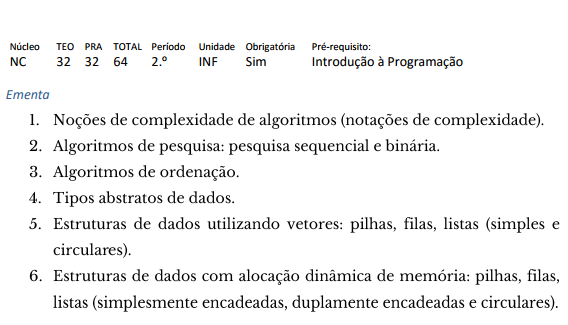 Núcleo TEO PRA TOTAL Período Unidade Obrigatória Pré-requisito:
NC 32 32 64 2.º INF Sim Introdução à Programação
Ementa
1. Noções de complexidade de algoritmos (notações de complexidade).
2. Algoritmos de pesquisa: pesquisa sequencial e binária.
3. Algoritmos de ordenação.
4. Tipos abstratos de dados.
5. Estruturas de dados utilizando vetores: pilhas, filas, listas (simples e
circulares).
6. Estruturas de dados com alocação dinâmica de memória: pilhas, filas,
listas (simplesmente encadeadas, duplamente encadeadas e circulares).